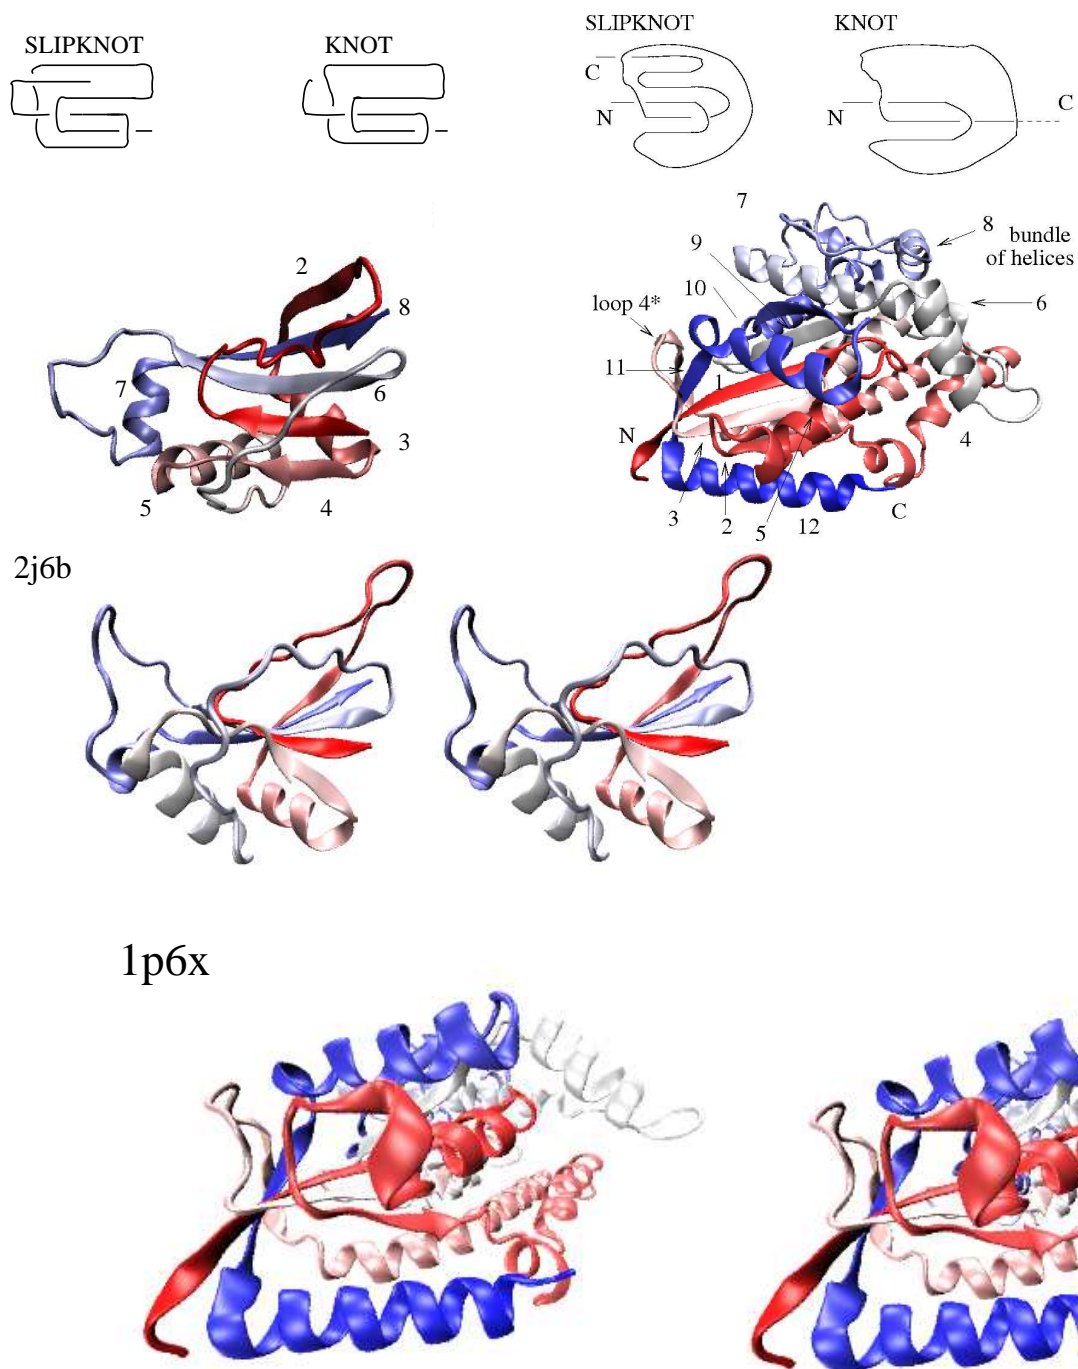 SLIPKNOT KNOT
SLIPKNOT KNOT
C
N
N
C
2
8
7
6
3
5
4
7
8 bundle
of helices
9
10
6
loop 4*
11
1
N
4
3 2 5 12 C
2j6b
1p6x